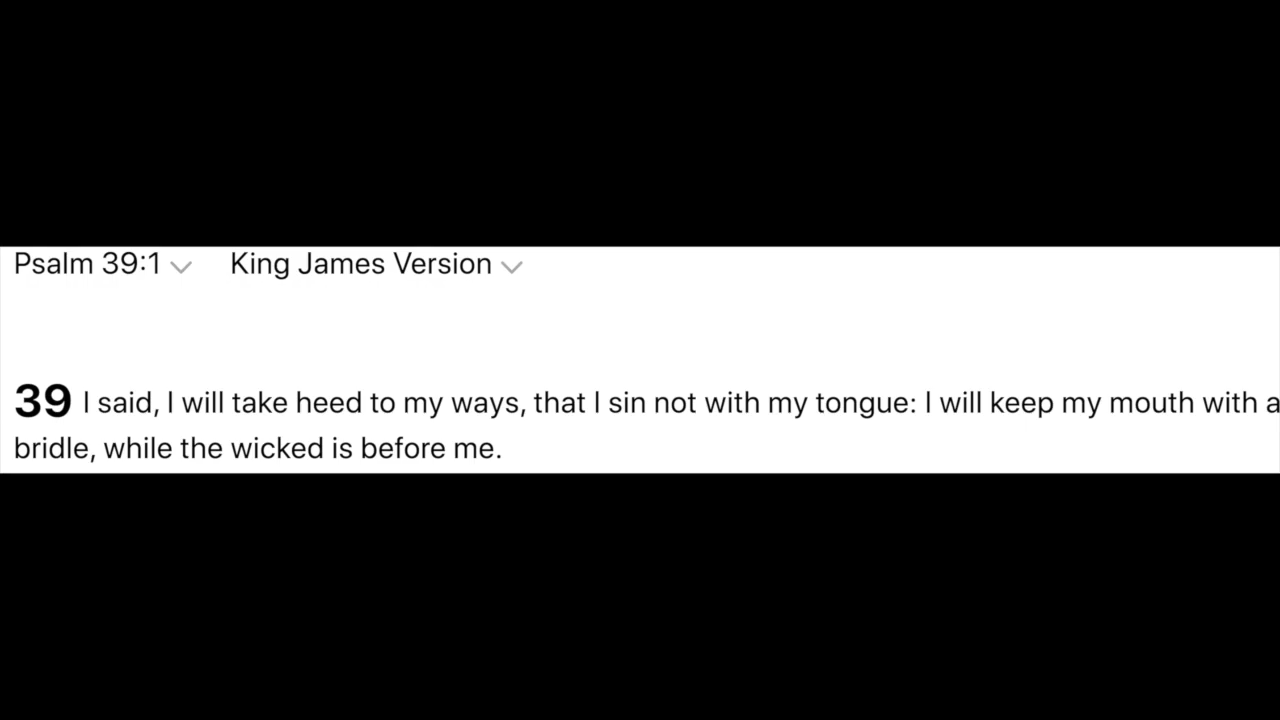 Psalm 39:1 King James Version
39 I said, I will take heed to my ways, that I sin not with my tongue: I will keep my mouth with a
bridle, while the wicked is before me.